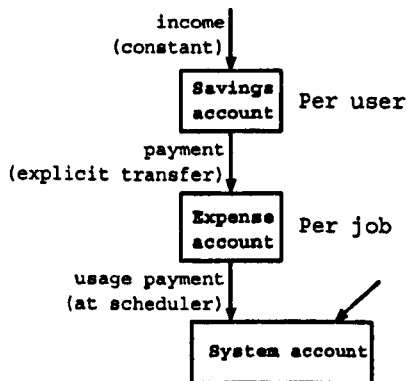 income
(constant)
Savings
account
Per user
payment
(explicit transfer)
Expense
account
Per job
usage payment
(at scheduler)
System account